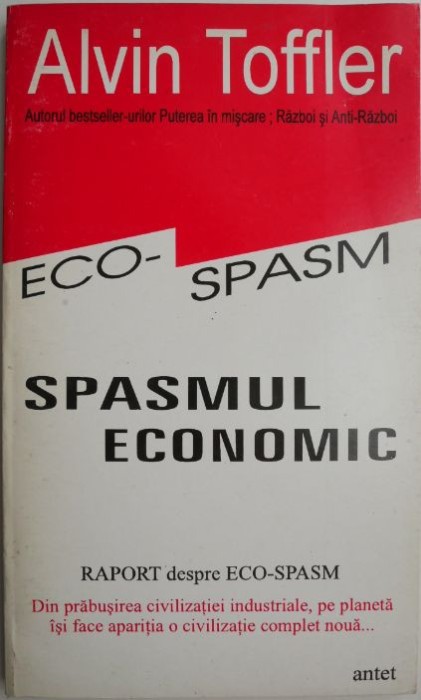 Alvin Toffler
Autorul bestseller-urilor Puterea în mişcare ; Război şi Anti-Război
ECO-
SPASM
SPASMUL
ECONOMIC
RAPORT despre ECO-SPASM
Din prăbuşirea civilizaţiei industriale, pe planetă
îşi face apariţia o civilizaţie complet nouă...
antet